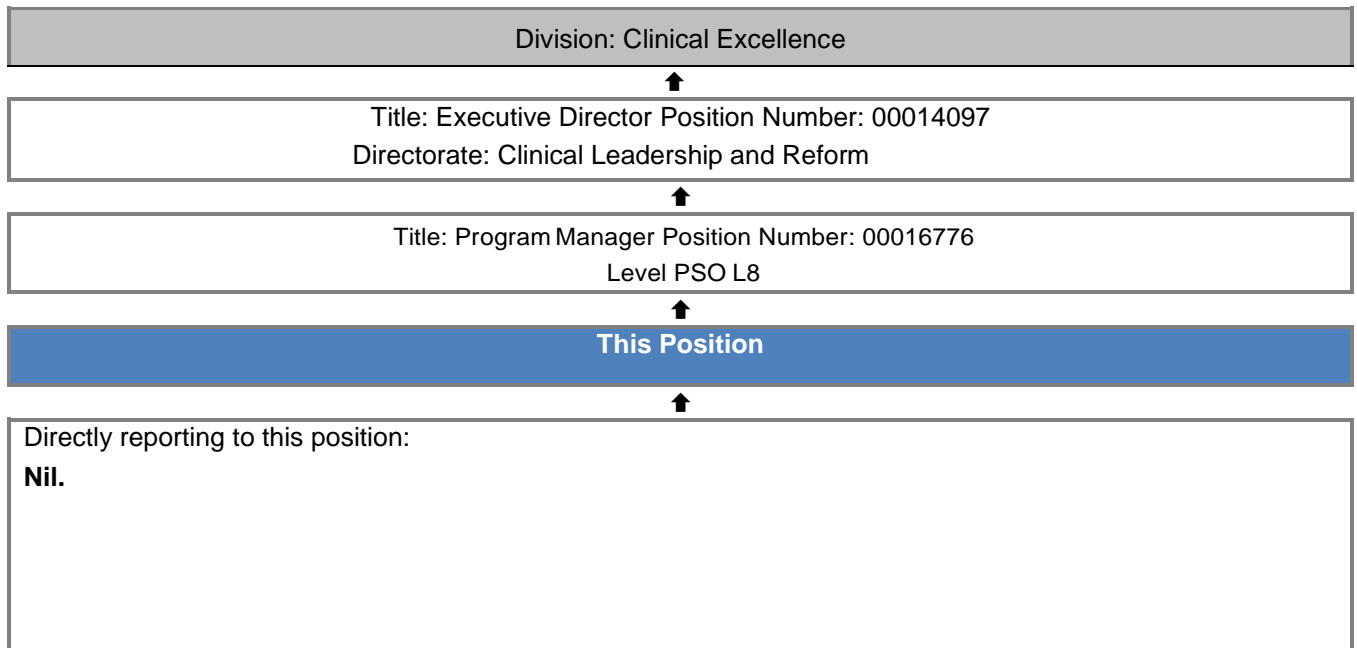 Division: Clinical Excellence
Title: Executive Director Position Number: 00014097
Directorate: Clinical Leadership and Reform
Title: Program Manager Position Number: 00016776
Level PSO L8
This Position
Directly reporting to this position:
Nil.